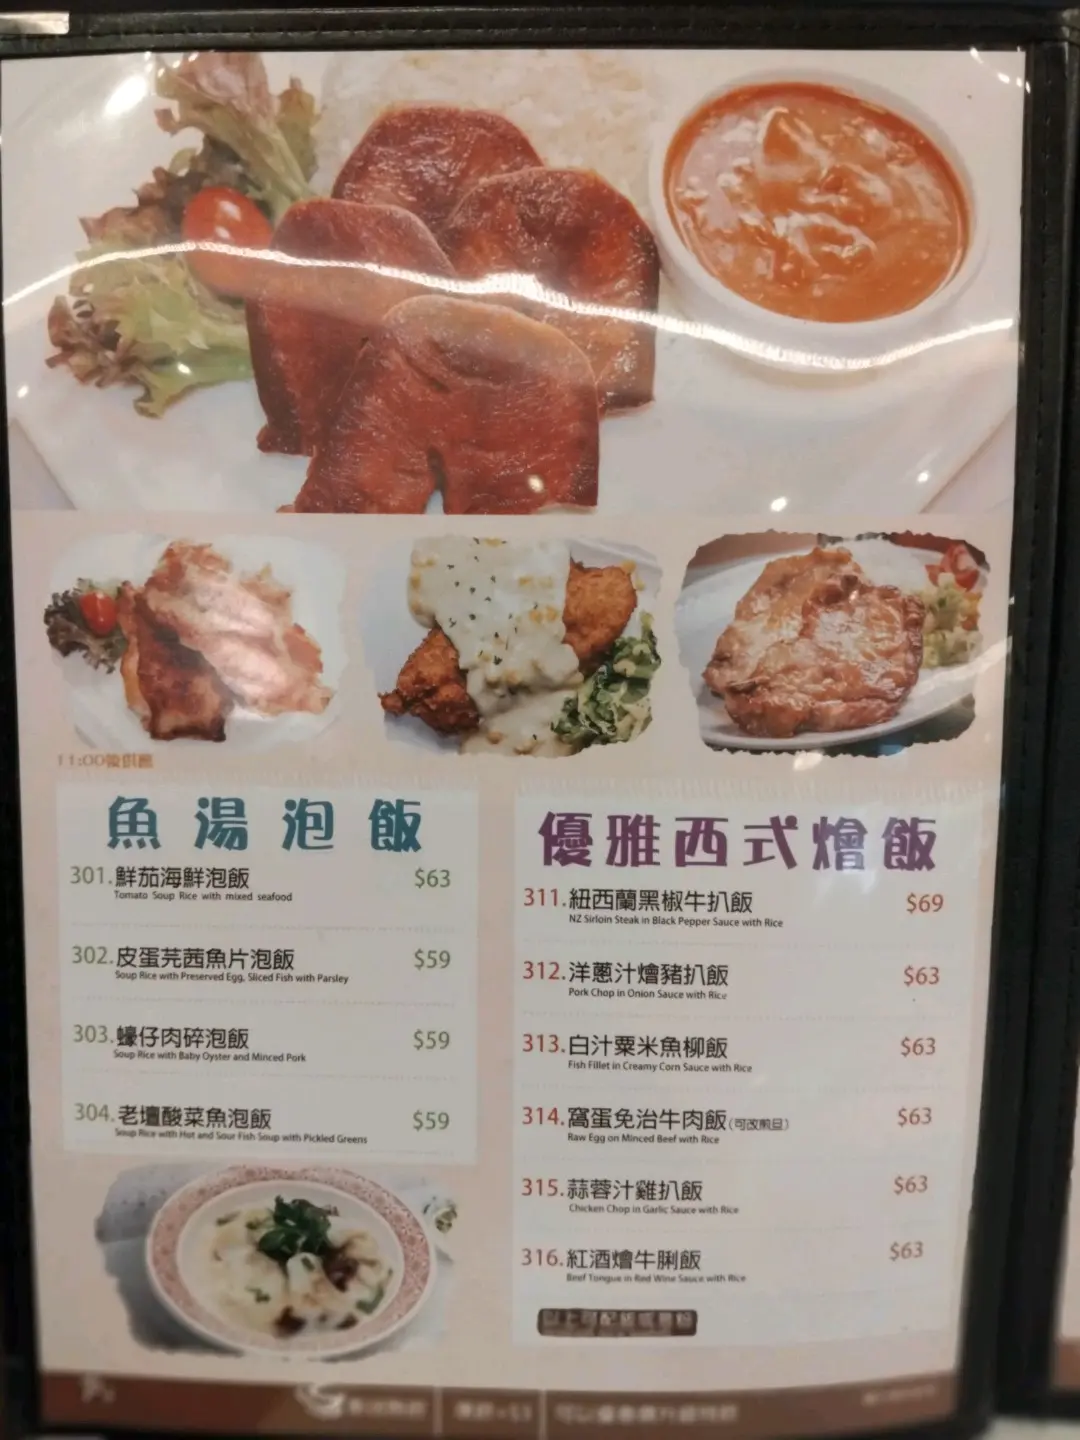 11:00後供應
魚湯泡飯
301.鮮茄海鮮泡飯 $63
Tomato Soup Rice with mixed seafood
302.皮蛋芫茜魚片泡飯 $59
Soup Rice with Preserved Egg, Sliced Fish with Parsley
303.蠔仔肉碎泡飯 $59
Soup Rice with Baby Oyster and Minced Pork
304.老壇酸菜魚泡飯 $59
Soup Rice with Hot and Sour Fish Soup with Pickled Greens
優雅西式燴飯
311.紐西蘭黑椒牛扒飯 $69
NZ Sirloin Steak in Black Pepper Sauce with Rice
312.洋蔥汁燴豬扒飯 $63
Pork Chop in Onion Sauce with Rice
313.白汁粟米魚柳飯 $63
Fish Fillet in Creamy Corn Sauce with Rice
314.窩蛋免治牛肉飯(可改煎旦) $63
Raw Egg on Minced Beef with Rice
315.蒜蓉汁雞扒飯 $63
Chicken Chop in Garlic Sauce with Rice
316.紅酒燴牛脷飯 $63
Beef Tongue in Red Wine Sauce with Rice